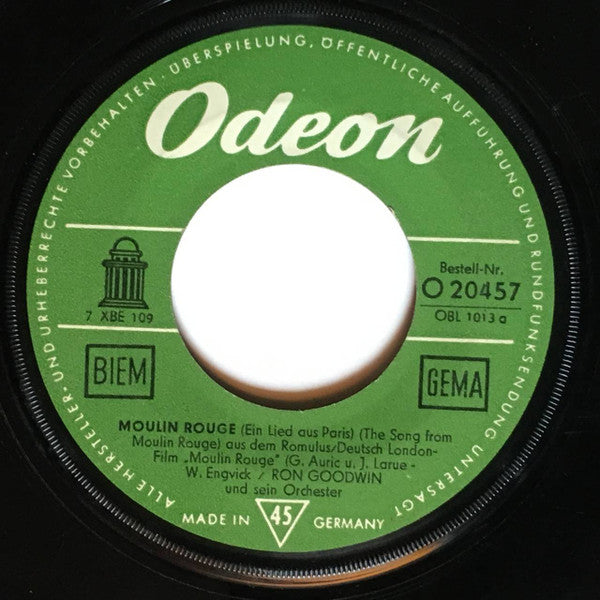 ALLE HERSTELLER- UND URHEBERRECHTE VORBEHALTEN · ÜBERSPIELUNG, ÖFFENTLICHE AUFFÜHRUNG UND RUNDFUNKSENDUNG UNTERSAGT
Odeon
7 XBE 109
Bestell-Nr.
O 20457
OBL 1013 a
BIEM
GEMA
MOULIN ROUGE (Ein Lied aus Paris) (The Song from
Moulin Rouge) aus dem Romulus/Deutsch London-
Film „Moulin Rouge" (G. Auric u. J. Larue -
W. Engvick / RON GOODWIN
und sein Orchester
MADE IN 45 GERMANY